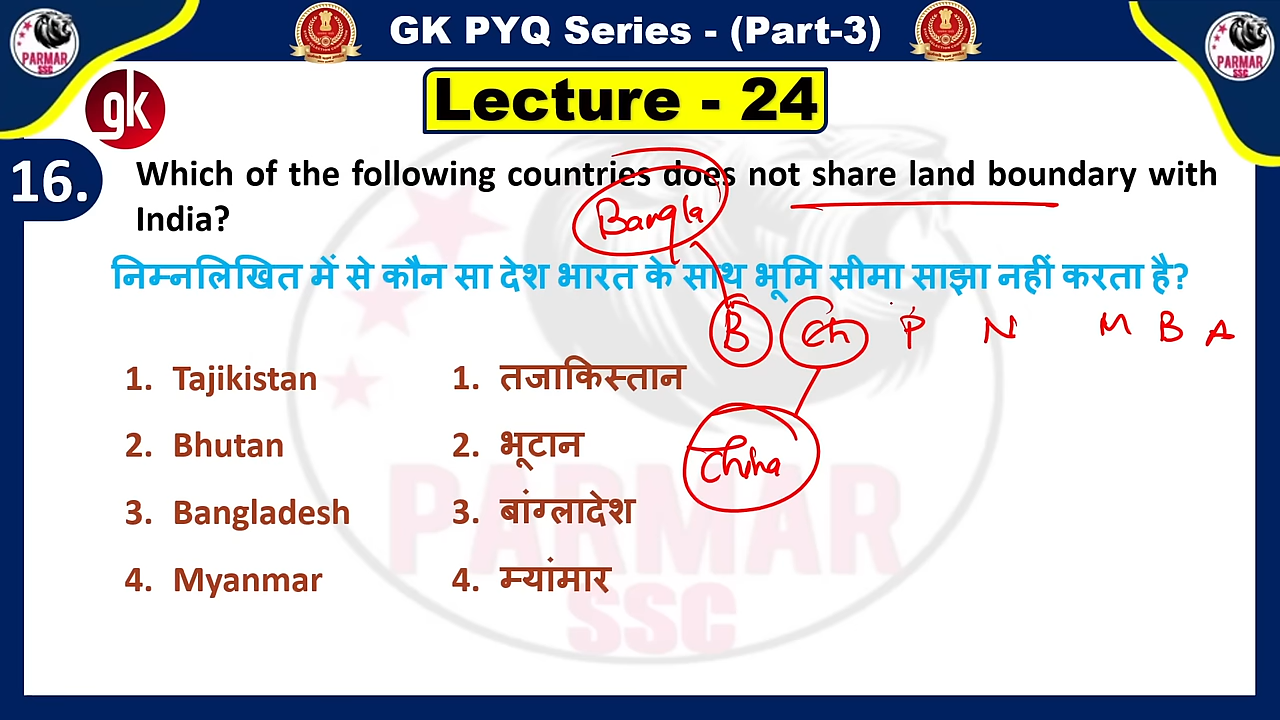 PARMAR
SSC
GK PYQ Series - (Part-3)
PARMAR
SSC
gk
Lecture - 24
16.
Which of the following countries does not share land boundary with
India?
Bangla
निम्नलिखित में से कौन सा देश भारत के साथ भूमि सीमा साझा नहीं करता है?
B Ch P N M B A
1. Tajikistan 1. तजाकिस्तान
2. Bhutan 2. भूटान
China
3. Bangladesh 3. बांग्लादेश
4. Myanmar 4. म्यांमार
PARMAR
SSC